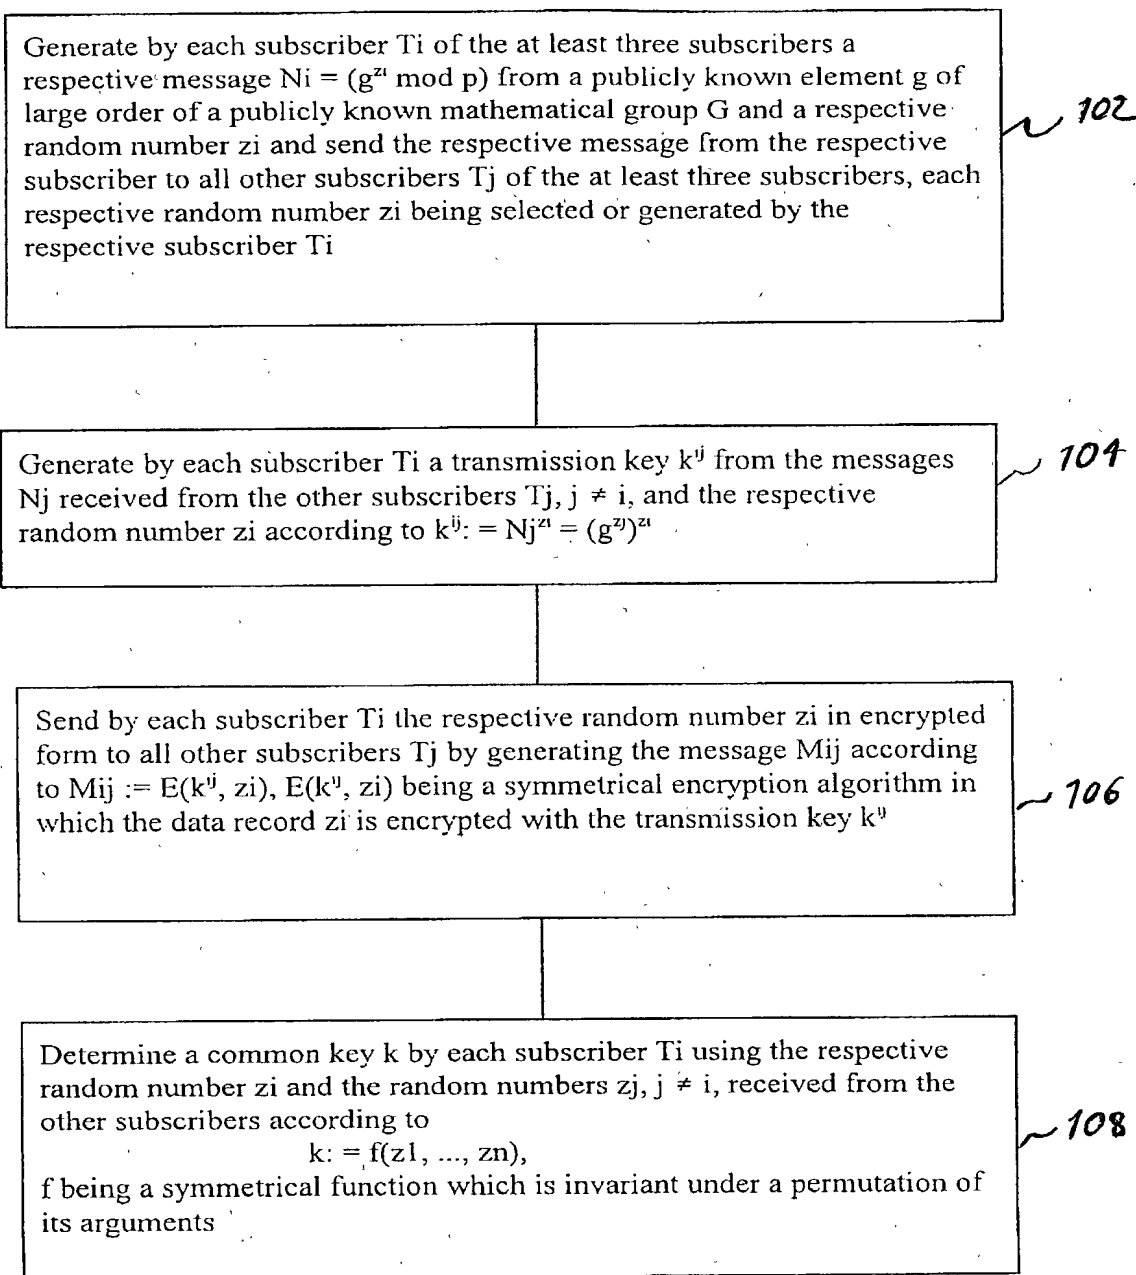 Generate by each subscriber Ti of the at least three subscribers a
respective message Ni = (g^zi mod p) from a publicly known element g of
large order of a publicly known mathematical group G and a respective
random number zi and send the respective message from the respective
subscriber to all other subscribers Tj of the at least three subscribers, each
respective random number zi being selected or generated by the
respective subscriber Ti
102
Generate by each subscriber Ti a transmission key k^ij from the messages
Nj received from the other subscribers Tj, j ≠ i, and the respective
random number zi according to k^ij: = Nj^zi = (g^zj)^zi
104
Send by each subscriber Ti the respective random number zi in encrypted
form to all other subscribers Tj by generating the message Mij according
to Mij := E(k^ij, zi), E(k^ij, zi) being a symmetrical encryption algorithm in
which the data record zi is encrypted with the transmission key k^ij
106
Determine a common key k by each subscriber Ti using the respective
random number zi and the random numbers zj, j ≠ i, received from the
other subscribers according to
k: = f(z1, ..., zn),
f being a symmetrical function which is invariant under a permutation of
its arguments
108